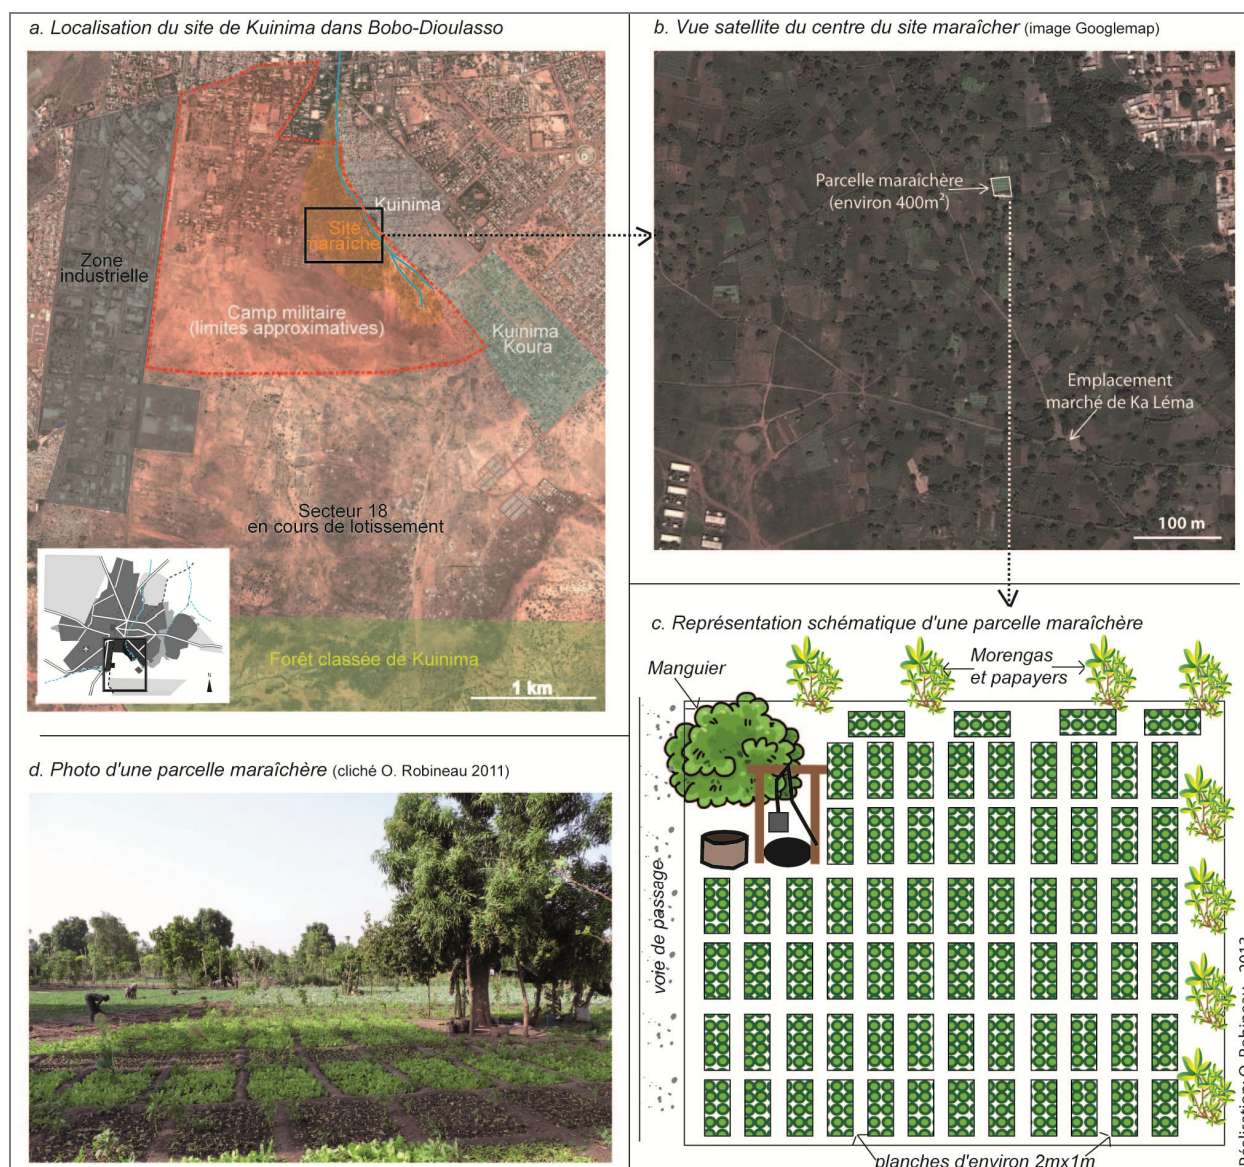 a. Localisation du site de Kuinima dans Bobo-Dioulasso
Kuinima
Site
maraîcher
Zone
industrielle
Camp militaire
(limites approximatives)
Kuinima
Koura
Secteur 18
en cours de lotissement
Forêt classée de Kuinima
1 km
N
b. Vue satellite du centre du site maraîcher (image Googlemap)
Parcelle maraîchère
(environ 400m²)
Emplacement
marché de Ka Léma
100 m
c. Représentation schématique d'une parcelle maraîchère
Manguier
Morengas
et papayers
voie de passage
planches d'environ 2mx1m
Réalisation: O. Robineau, 2013
d. Photo d'une parcelle maraîchère (cliché O. Robineau 2011)